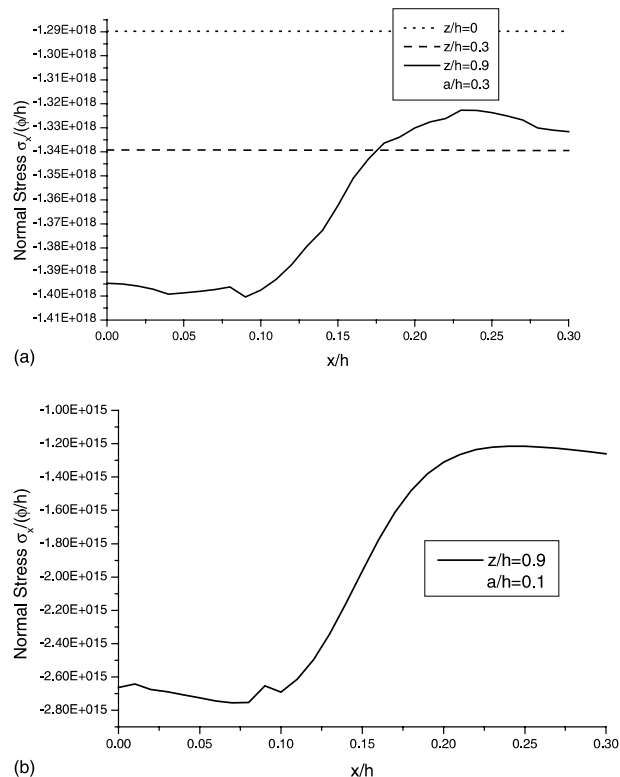 -1.29E+018
-1.30E+018
-1.31E+018
-1.32E+018
-1.33E+018
-1.34E+018
-1.35E+018
-1.36E+018
-1.37E+018
-1.38E+018
-1.39E+018
-1.40E+018
-1.41E+018
Normal Stress σx/(ϕ/h)
z/h=0
z/h=0.3
z/h=0.9
a/h=0.3
0.00 0.05 0.10 0.15 0.20 0.25 0.30
x/h
(a)
-1.00E+015
-1.20E+015
-1.40E+015
-1.60E+015
-1.80E+015
-2.00E+015
-2.20E+015
-2.40E+015
-2.60E+015
-2.80E+015
Normal Stress σx/(ϕ/h)
z/h=0.9
a/h=0.1
0.00 0.05 0.10 0.15 0.20 0.25 0.30
x/h
(b)